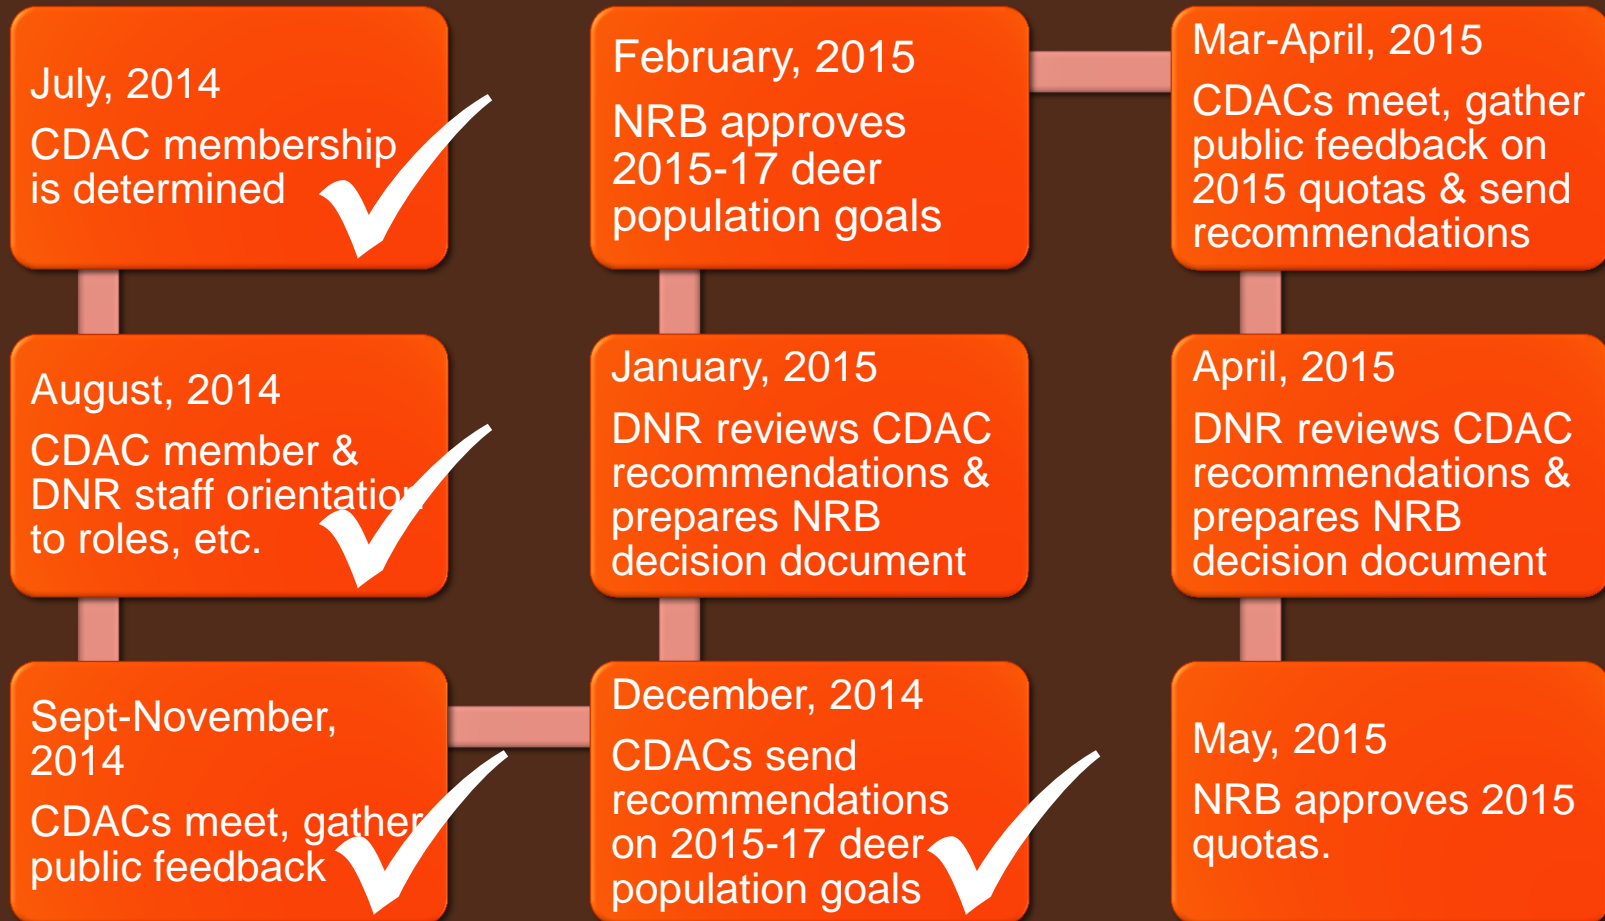 July, 2014
CDAC membership
is determined
August, 2014
CDAC member &
DNR staff orientation
to roles, etc.
Sept-November,
2014
CDACs meet, gather
public feedback
December, 2014
CDACs send
recommendations
on 2015-17 deer
population goals
January, 2015
DNR reviews CDAC
recommendations &
prepares NRB
decision document
February, 2015
NRB approves
2015-17 deer
population goals
Mar-April, 2015
CDACs meet, gather
public feedback on
2015 quotas & send
recommendations
April, 2015
DNR reviews CDAC
recommendations &
prepares NRB
decision document
May, 2015
NRB approves 2015
quotas.